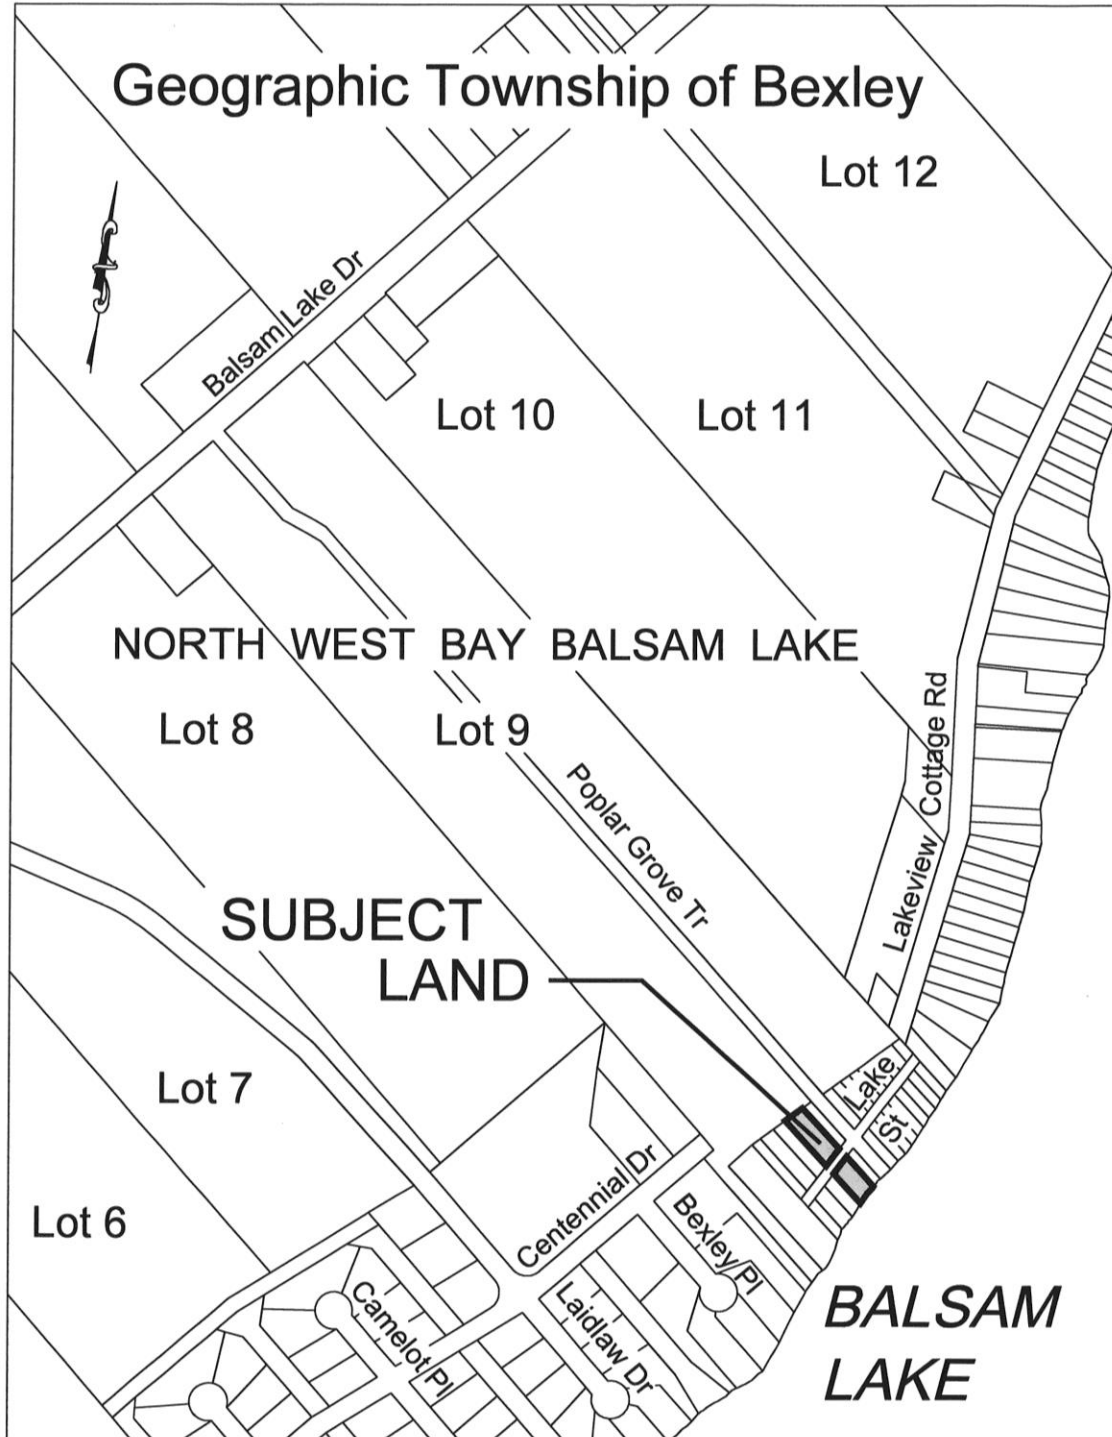 Geographic Township of Bexley
Lot 12
Balsam Lake Dr
Lot 10
Lot 11
NORTH WEST BAY BALSAM LAKE
Lot 8
Lot 9
Poplar Grove Tr
Lakeview Cottage Rd
SUBJECT
LAND
Lake
St
Lot 7
Centennial Dr
Lot 6
Bexley Pl
Camelot Pl
Laidlaw Dr
BALSAM
LAKE